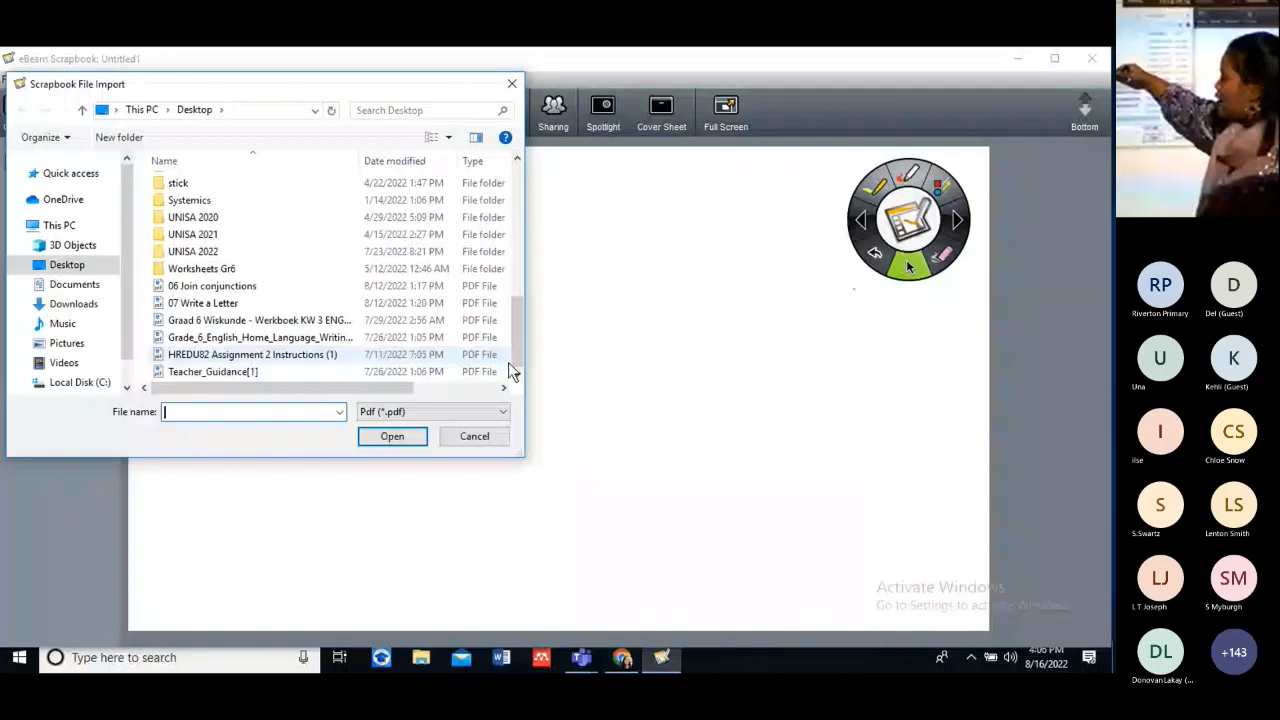 eBeam Scrapbook: Untitled1
Scrapbook File Import
This PC
Desktop
Search Desktop
Organize
New folder
Name
Date modified
Type
Quick access
OneDrive
This PC
3D Objects
Desktop
Documents
Downloads
Music
Pictures
Videos
Local Disk (C:)
stick 4/22/2022 1:47 PM File folder
Systemics 1/14/2022 1:06 PM File folder
UNISA 2020 4/29/2022 5:09 PM File folder
UNISA 2021 4/15/2022 2:27 PM File folder
UNISA 2022 7/23/2022 8:21 PM File folder
Worksheets Gr6 5/12/2022 12:46 AM File folder
06 Join conjunctions 8/12/2022 1:17 PM PDF File
07 Write a Letter 8/12/2022 1:20 PM PDF File
Graad 6 Wiskunde - Werkboek KW 3 ENG... 7/29/2022 2:56 AM PDF File
Grade_6_English_Home_Language_Writin... 7/26/2022 1:05 PM PDF File
HREDU82 Assignment 2 Instructions (1) 7/11/2022 7:05 PM PDF File
Teacher_Guidance[1] 7/26/2022 1:06 PM PDF File
File name:
Pdf (*.pdf)
Open
Cancel
Sharing
Spotlight
Cover Sheet
Full Screen
Bottom
Activate Windows
Go to Settings to activate Windows.
Type here to search
4:06 PM
8/16/2022
RP
Riverton Primary
D
Del (Guest)
U
Una
K
Kehli (Guest)
I
ilse
CS
Chloe Snow
S
S.Swartz
LS
Lenton Smith
LJ
L T Joseph
SM
S Myburgh
DL
Donovan Lakay (...
+143